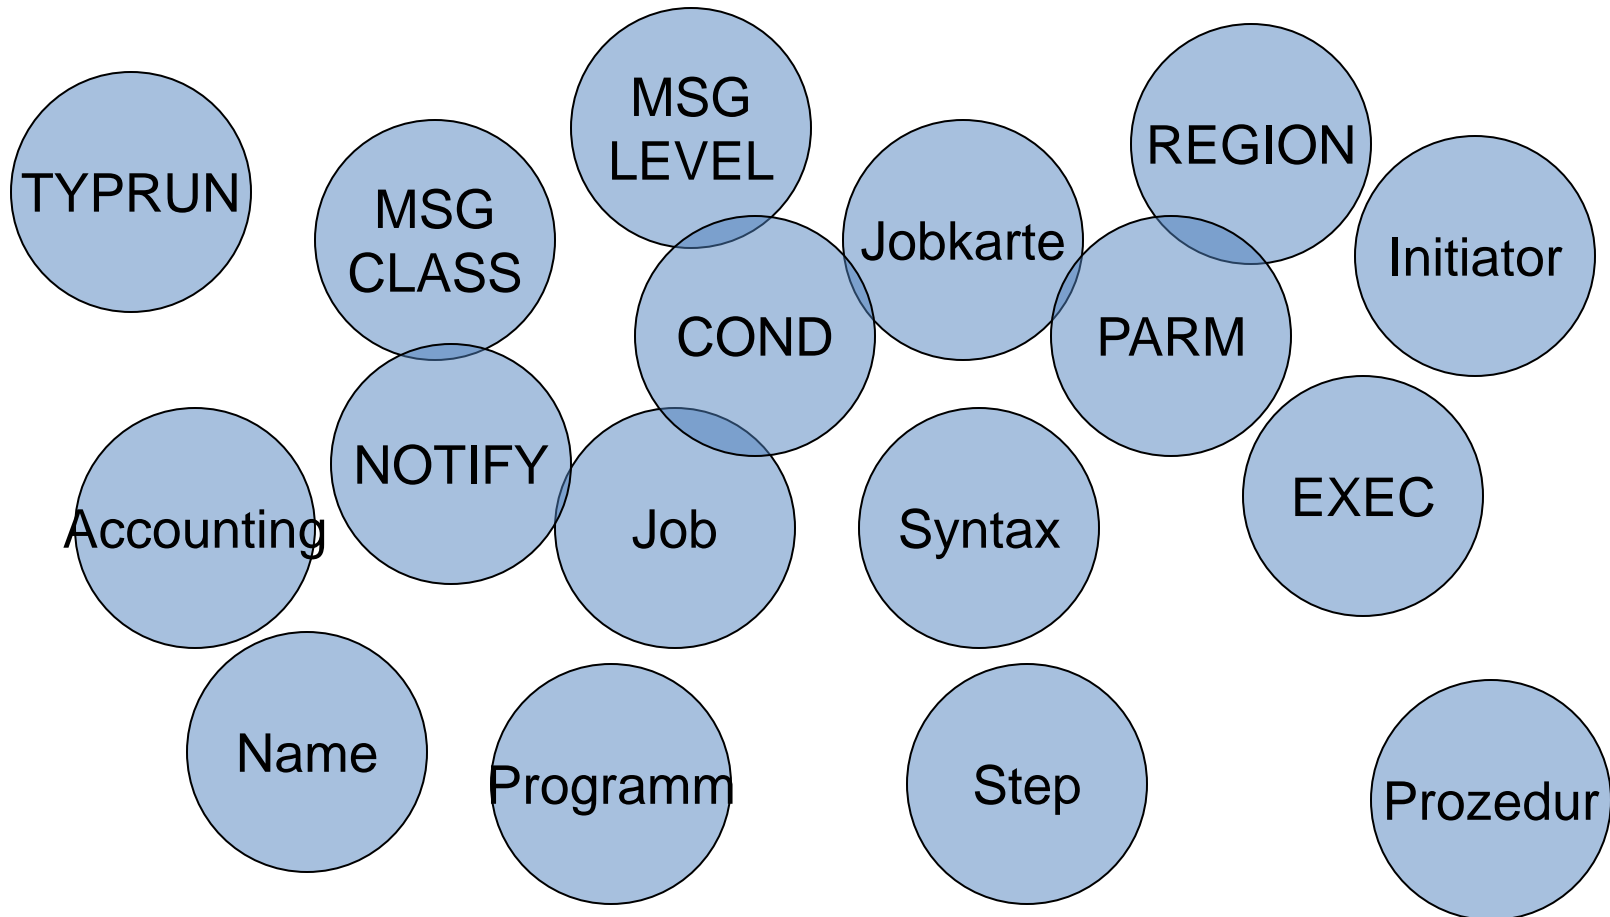 MSG
LEVEL
REGION
TYPRUN
MSG
CLASS
Jobkarte
Initiator
COND
PARM
NOTIFY
EXEC
Accounting
Job
Syntax
Name
Programm
Step
Prozedur